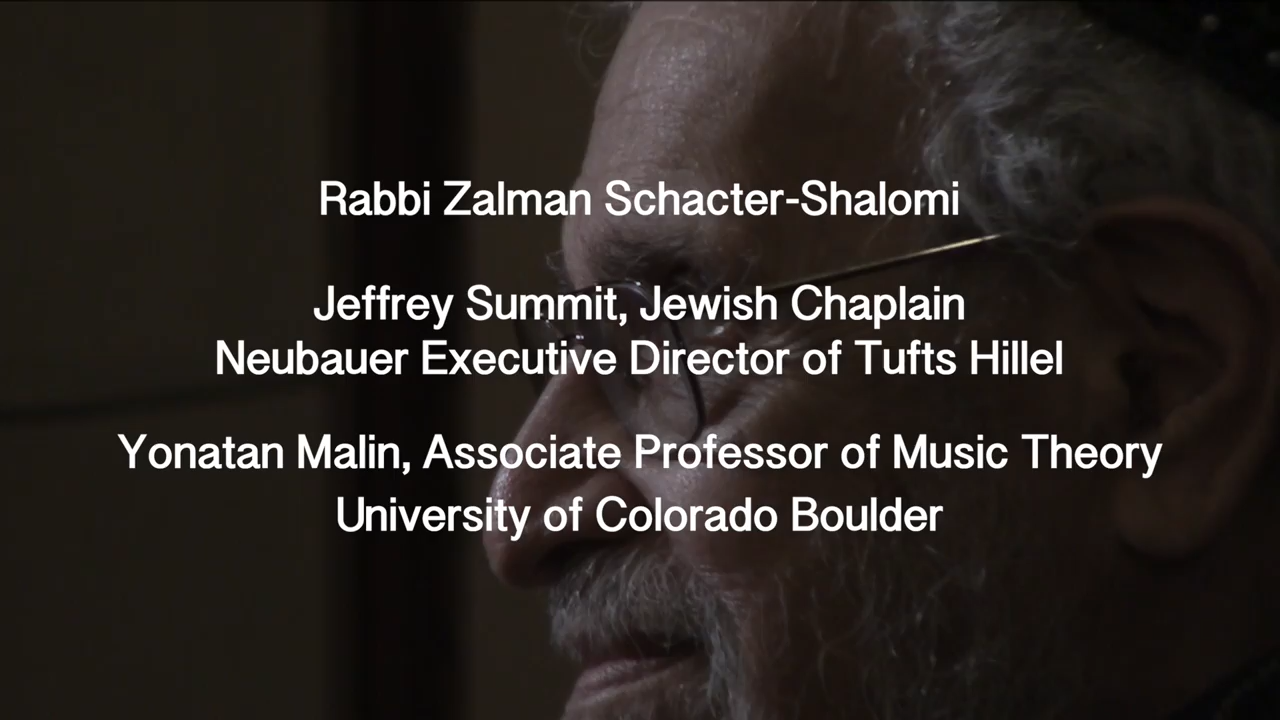 Rabbi Zalman Schacter-Shalomi
Jeffrey Summit, Jewish Chaplain
Neubauer Executive Director of Tufts Hillel
Yonatan Malin, Associate Professor of Music Theory
University of Colorado Boulder